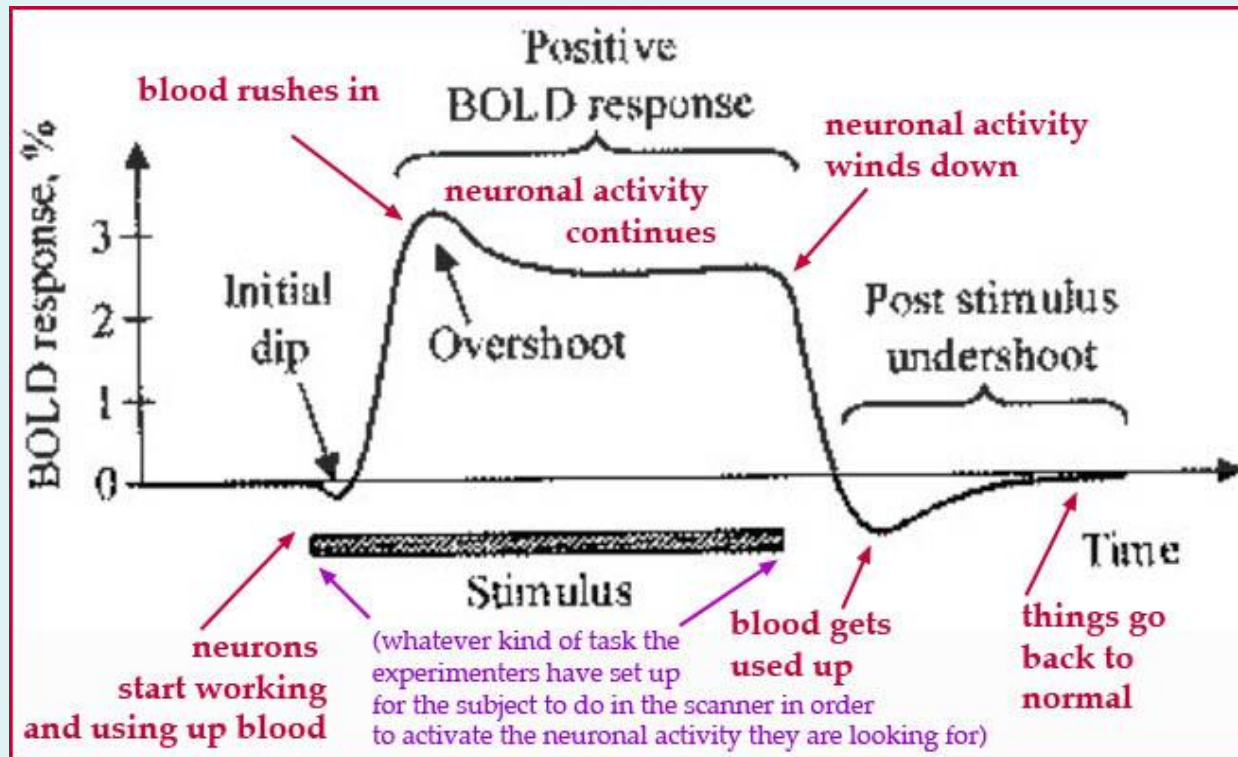 Positive
BOLD response
blood rushes in
neuronal activity
winds down
neuronal activity
continues
BOLD response, %
3
2
1
0
Initial
dip
Overshoot
Post stimulus
undershoot
Time
Stimulus
neurons
start working
and using up blood
(whatever kind of task the
experimenters have set up
for the subject to do in the scanner in order
to activate the neuronal activity they are looking for)
blood gets
used up
things go
back to
normal